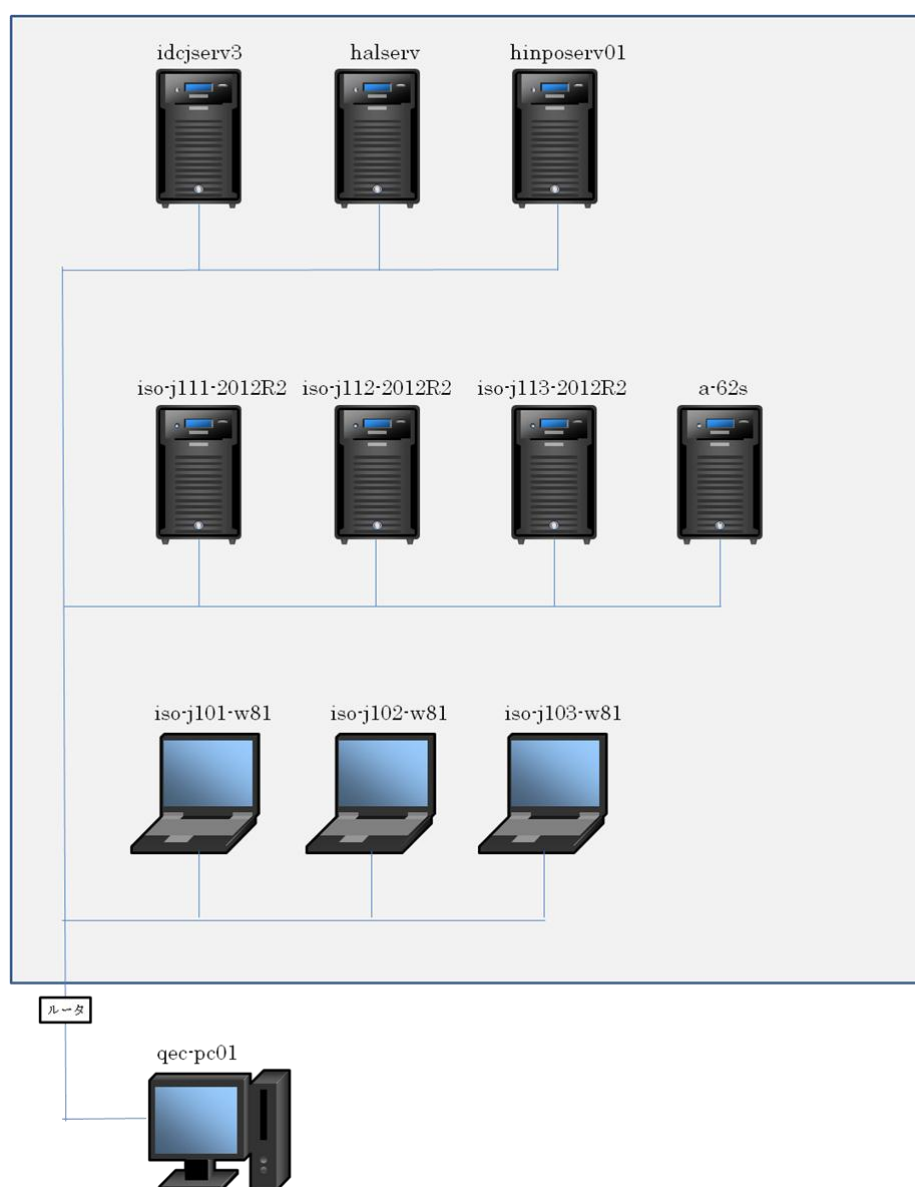 idcjserv3 halserv hinposerv01
iso-j111-2012R2 iso-j112-2012R2 iso-j113-2012R2 a-62s
iso-j101-w81 iso-j102-w81 iso-j103-w81
ルータ
qec-pc01